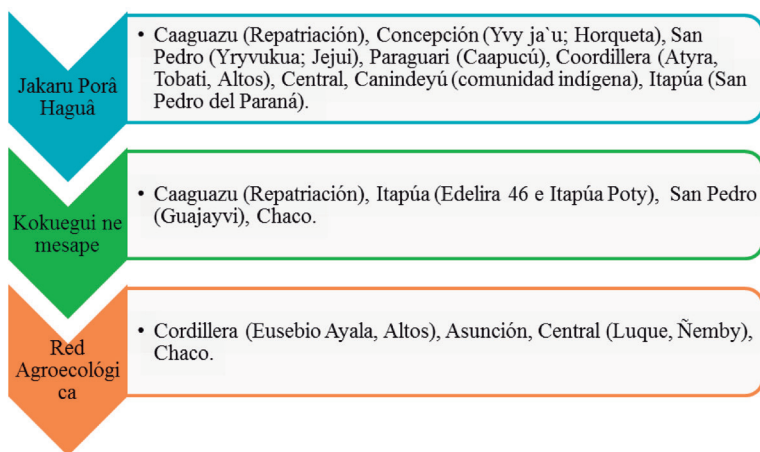 Jakaru Porâ
Haguâ
• Caaguazu (Repatriación), Concepción (Yvy ja`u; Horqueta), San
Pedro (Yryvukua; Jejui), Paraguari (Caapucú), Coordillera (Atyra,
Tobati, Altos), Central, Canindeyú (comunidad indígena), Itapúa (San
Pedro del Paraná).
Kokuegui ne
mesape
• Caaguazu (Repatriación), Itapúa (Edelira 46 e Itapúa Poty), San Pedro
(Guajayvi), Chaco.
Red
Agroecológi
ca
• Cordillera (Eusebio Ayala, Altos), Asunción, Central (Luque, Ñemby),
Chaco.